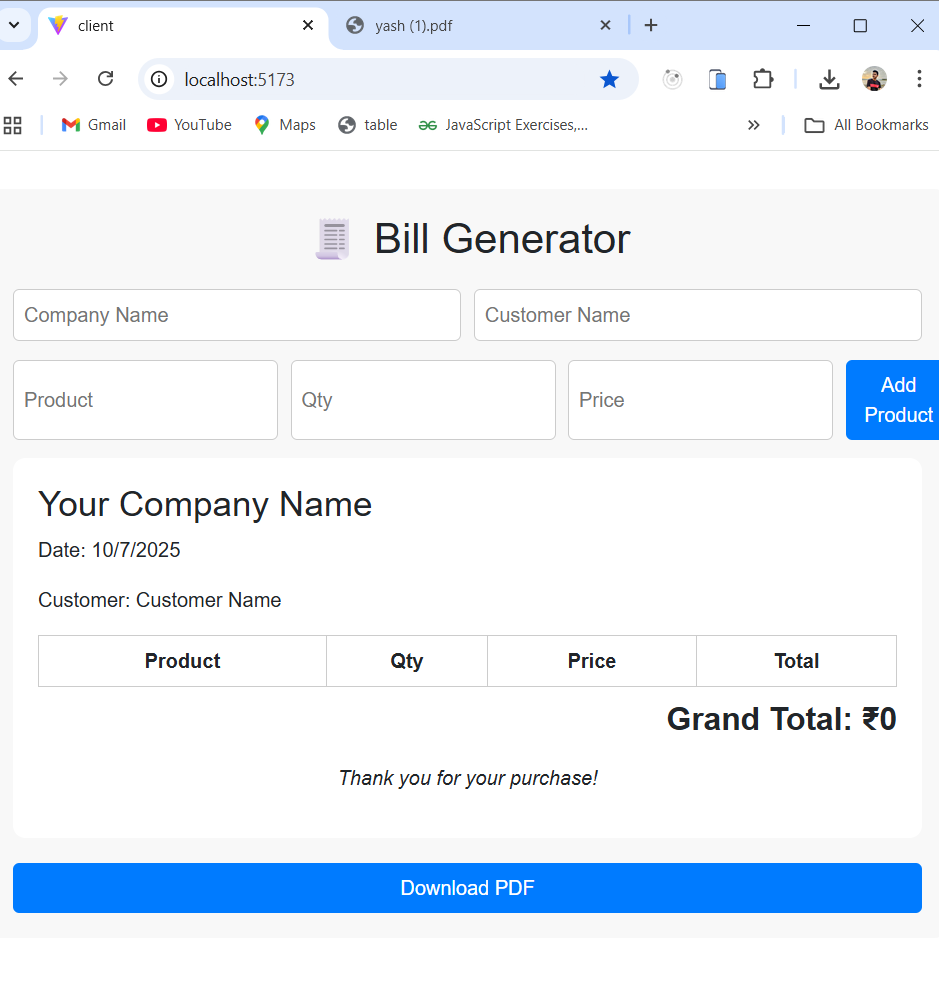 client
yash (1).pdf
localhost:5173
Gmail
YouTube
Maps
table
JavaScript Exercises,...
All Bookmarks
Bill Generator
Company Name
Customer Name
Product
Qty
Price
Add
Product
Your Company Name
Date: 10/7/2025
Customer: Customer Name
Product Qty Price Total
Grand Total: ₹0
Thank you for your purchase!
Download PDF